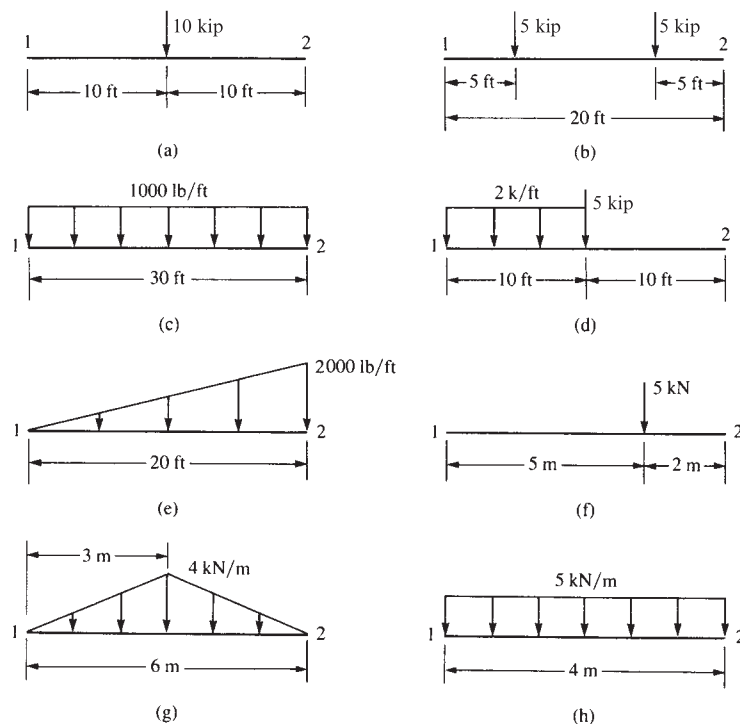 10 kip
1 2
10 ft 10 ft
(a)
5 kip 5 kip
1 2
5 ft 5 ft
20 ft
(b)
1000 lb/ft
1 2
30 ft
(c)
2 k/ft
5 kip
1 2
10 ft 10 ft
(d)
2000 lb/ft
1 2
20 ft
(e)
5 kN
1 2
5 m 2 m
(f)
3 m
4 kN/m
1 2
6 m
(g)
5 kN/m
1 2
4 m
(h)